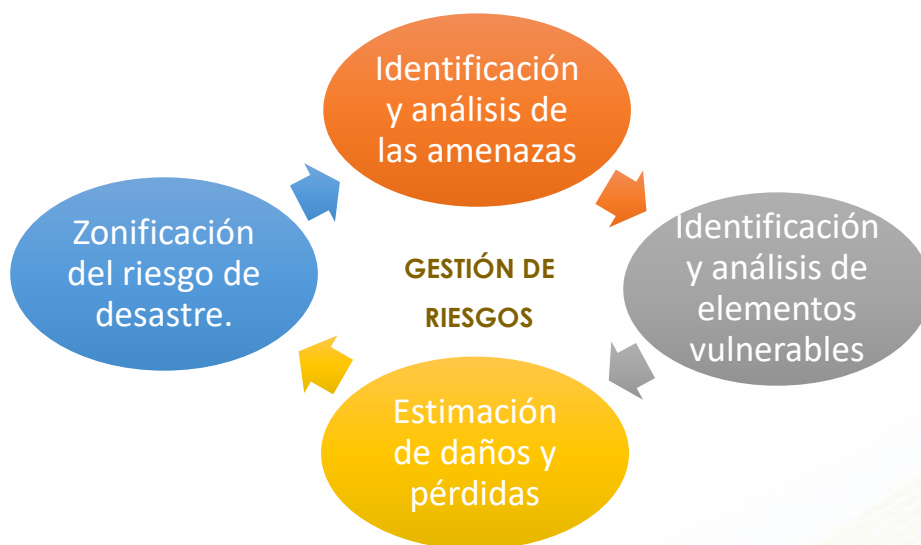 Identificación
y análisis de
las amenazas
Identificación
y análisis de
elementos
vulnerables
Estimación
de daños y
pérdidas
Zonificación
del riesgo de
desastre.
GESTIÓN DE
RIESGOS